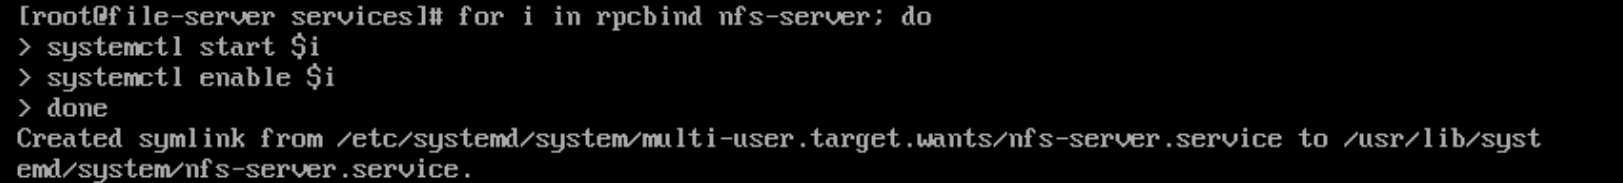 [root@file-server services]# for i in rpcbind nfs-server; do
> systemctl start $i
> systemctl enable $i
> done
Created symlink from /etc/systemd/system/multi-user.target.wants/nfs-server.service to /usr/lib/syst
emd/system/nfs-server.service.